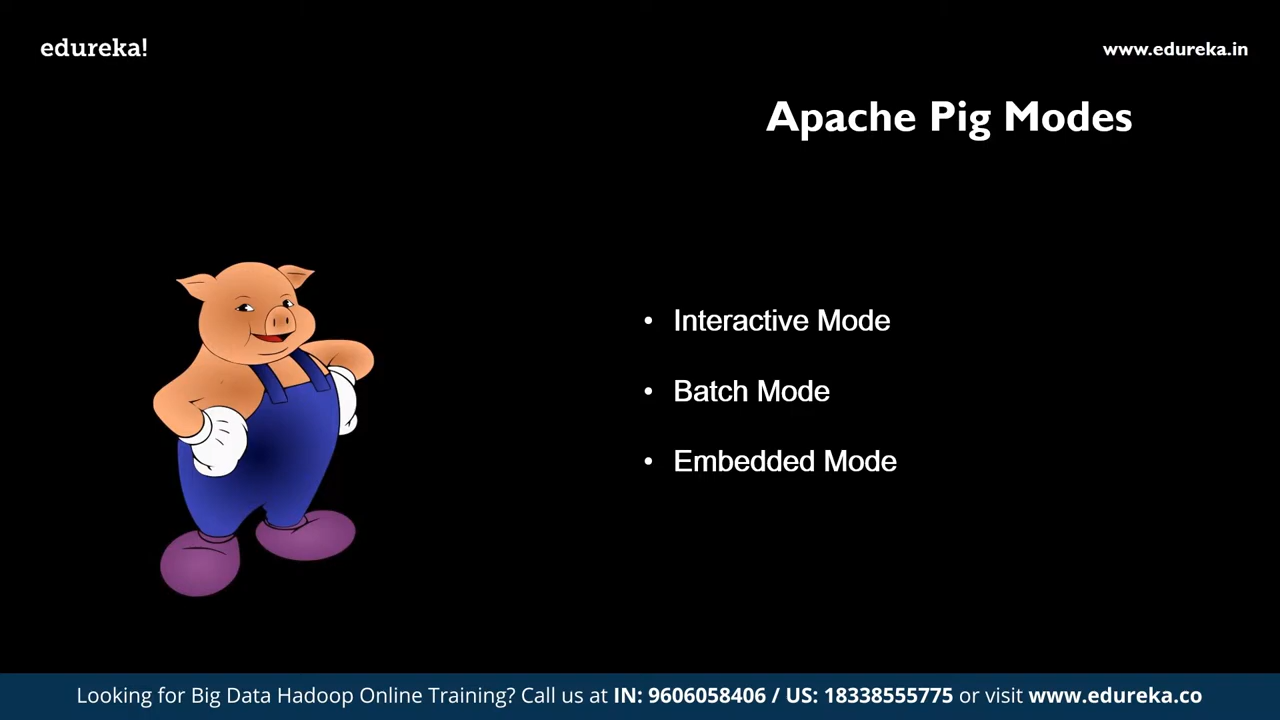 edureka!
www.edureka.in
Apache Pig Modes
• Interactive Mode
• Batch Mode
• Embedded Mode
Looking for Big Data Hadoop Online Training? Call us at IN: 9606058406 / US: 18338555775 or visit www.edureka.co